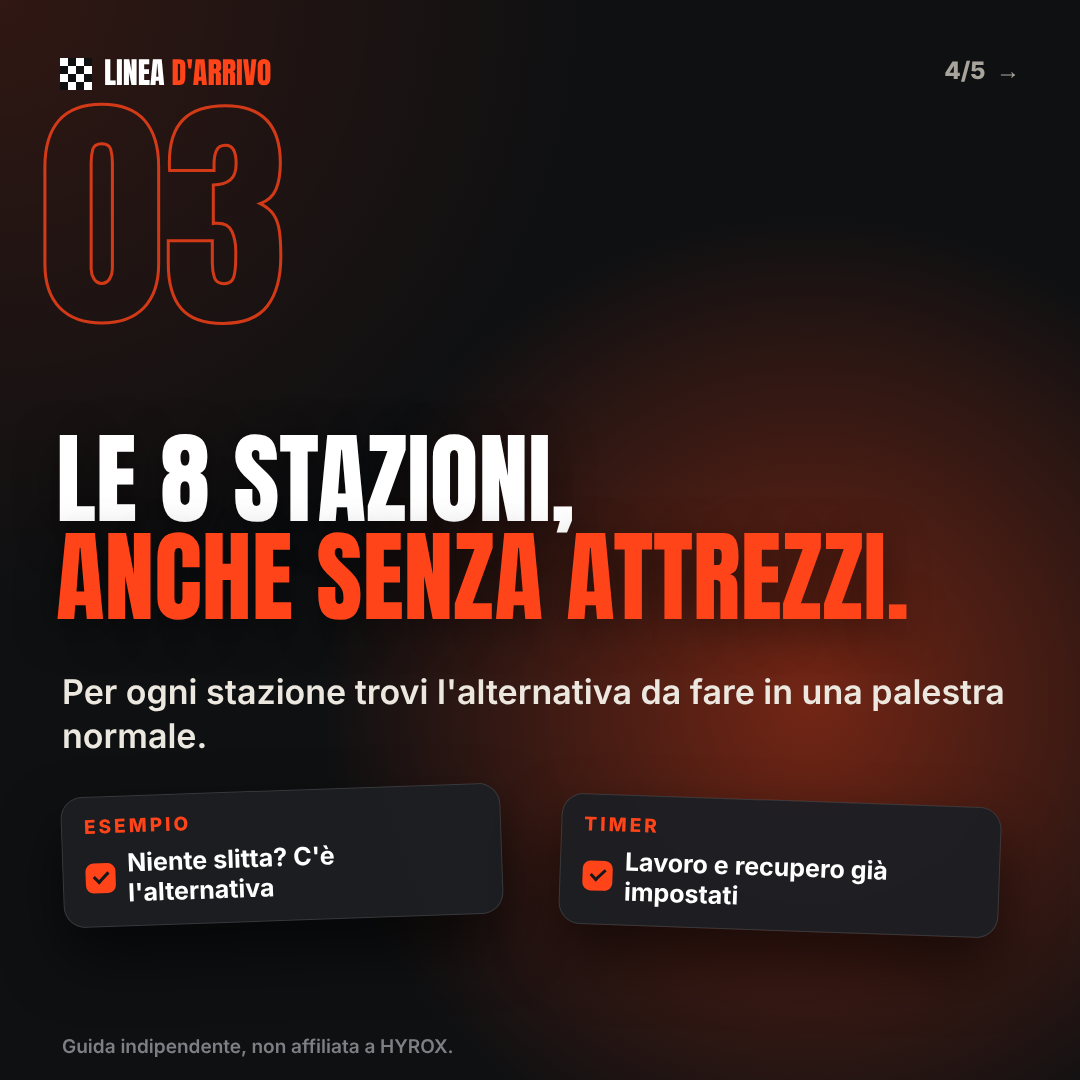 LINEA D'ARRIVO
4/5 →
03
LE 8 STAZIONI,
ANCHE SENZA ATTREZZI.
Per ogni stazione trovi l'alternativa da fare in una palestra
normale.
ESEMPIO
Niente slitta? C'è
l'alternativa
TIMER
Lavoro e recupero già
impostati
Guida indipendente, non affiliata a HYROX.